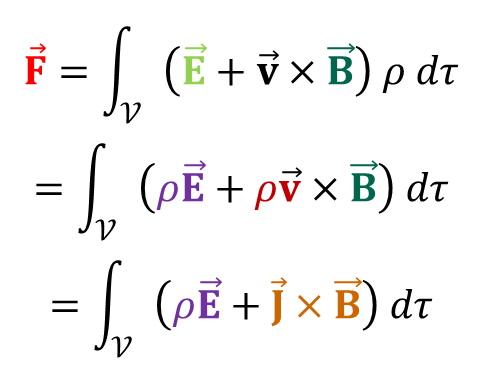 F⃗ = ∫_𝒱 (E⃗ + v⃗ × B⃗) ρ dτ
= ∫_𝒱 (ρE⃗ + ρv⃗ × B⃗) dτ
= ∫_𝒱 (ρE⃗ + J⃗ × B⃗) dτ